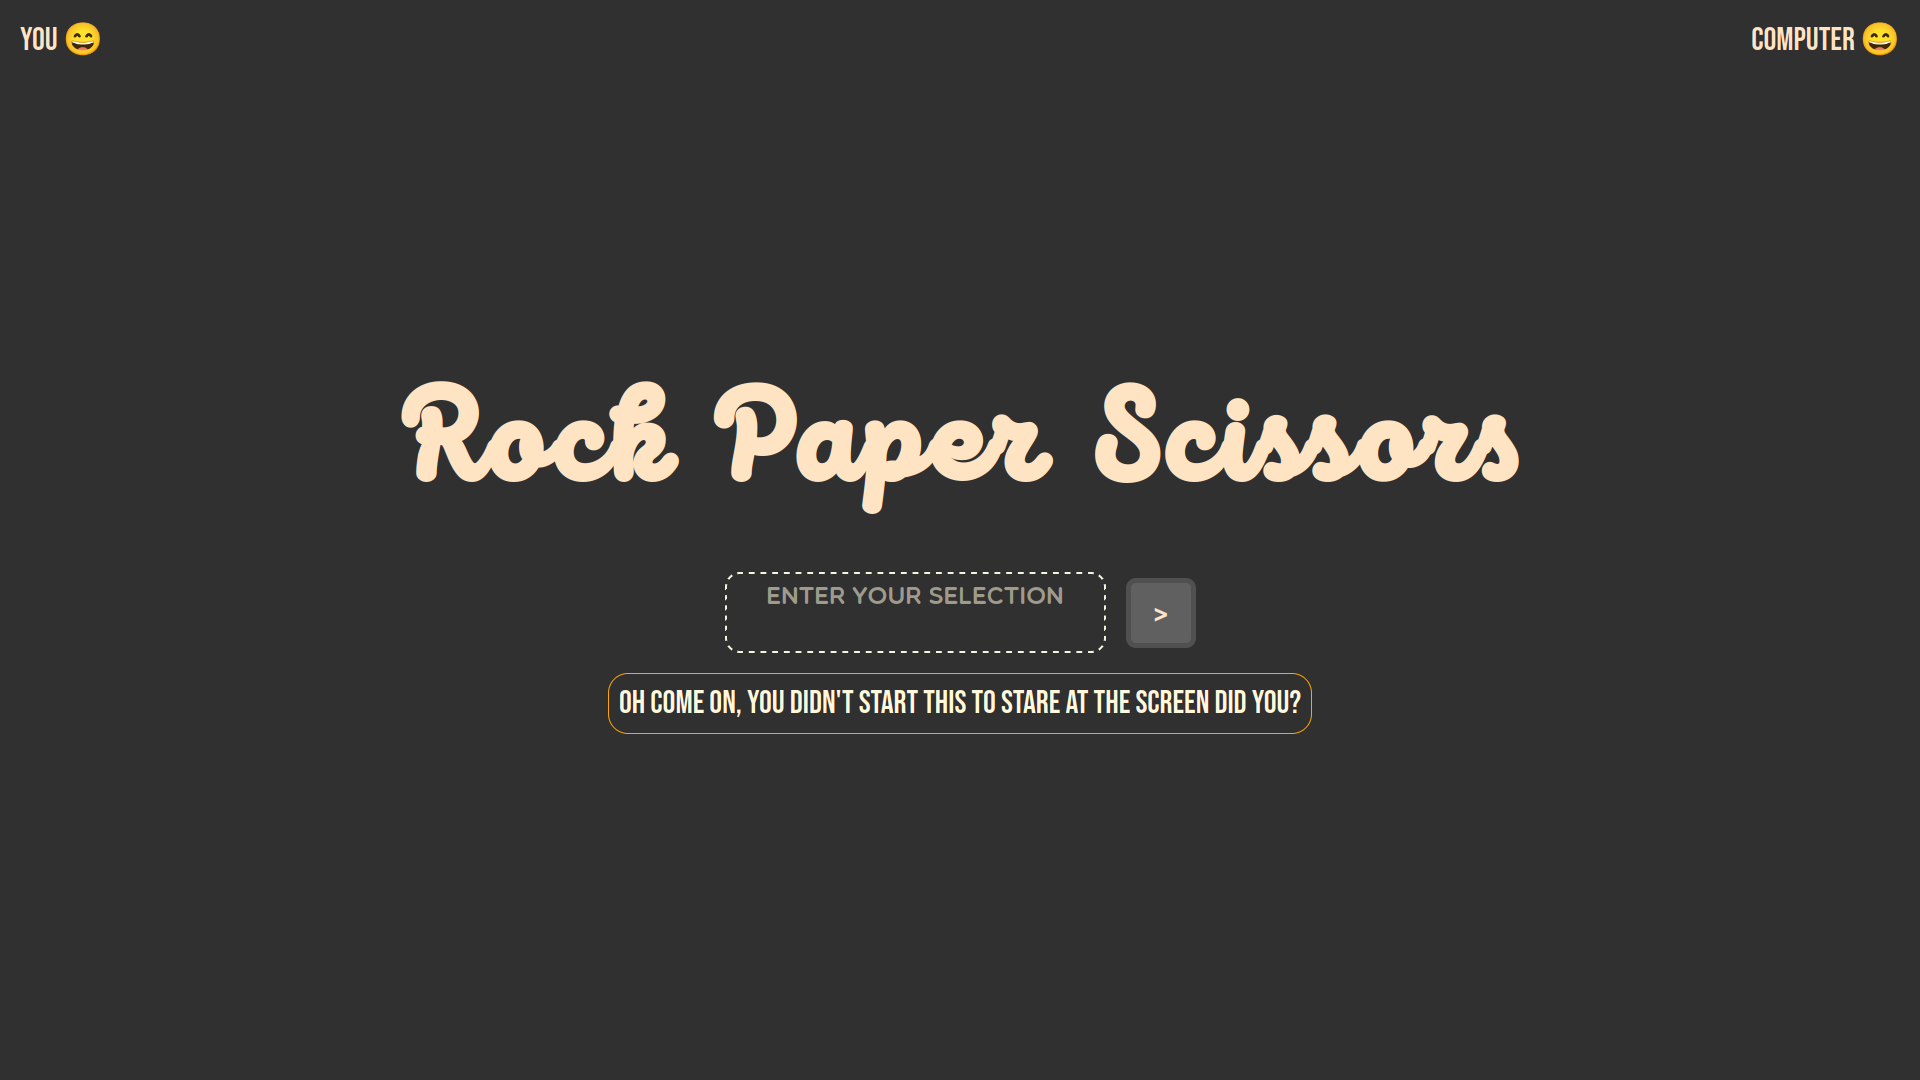 YOU 😄
COMPUTER 😄
Rock Paper Scissors
ENTER YOUR SELECTION
>
OH COME ON, YOU DIDN'T START THIS TO STARE AT THE SCREEN DID YOU?